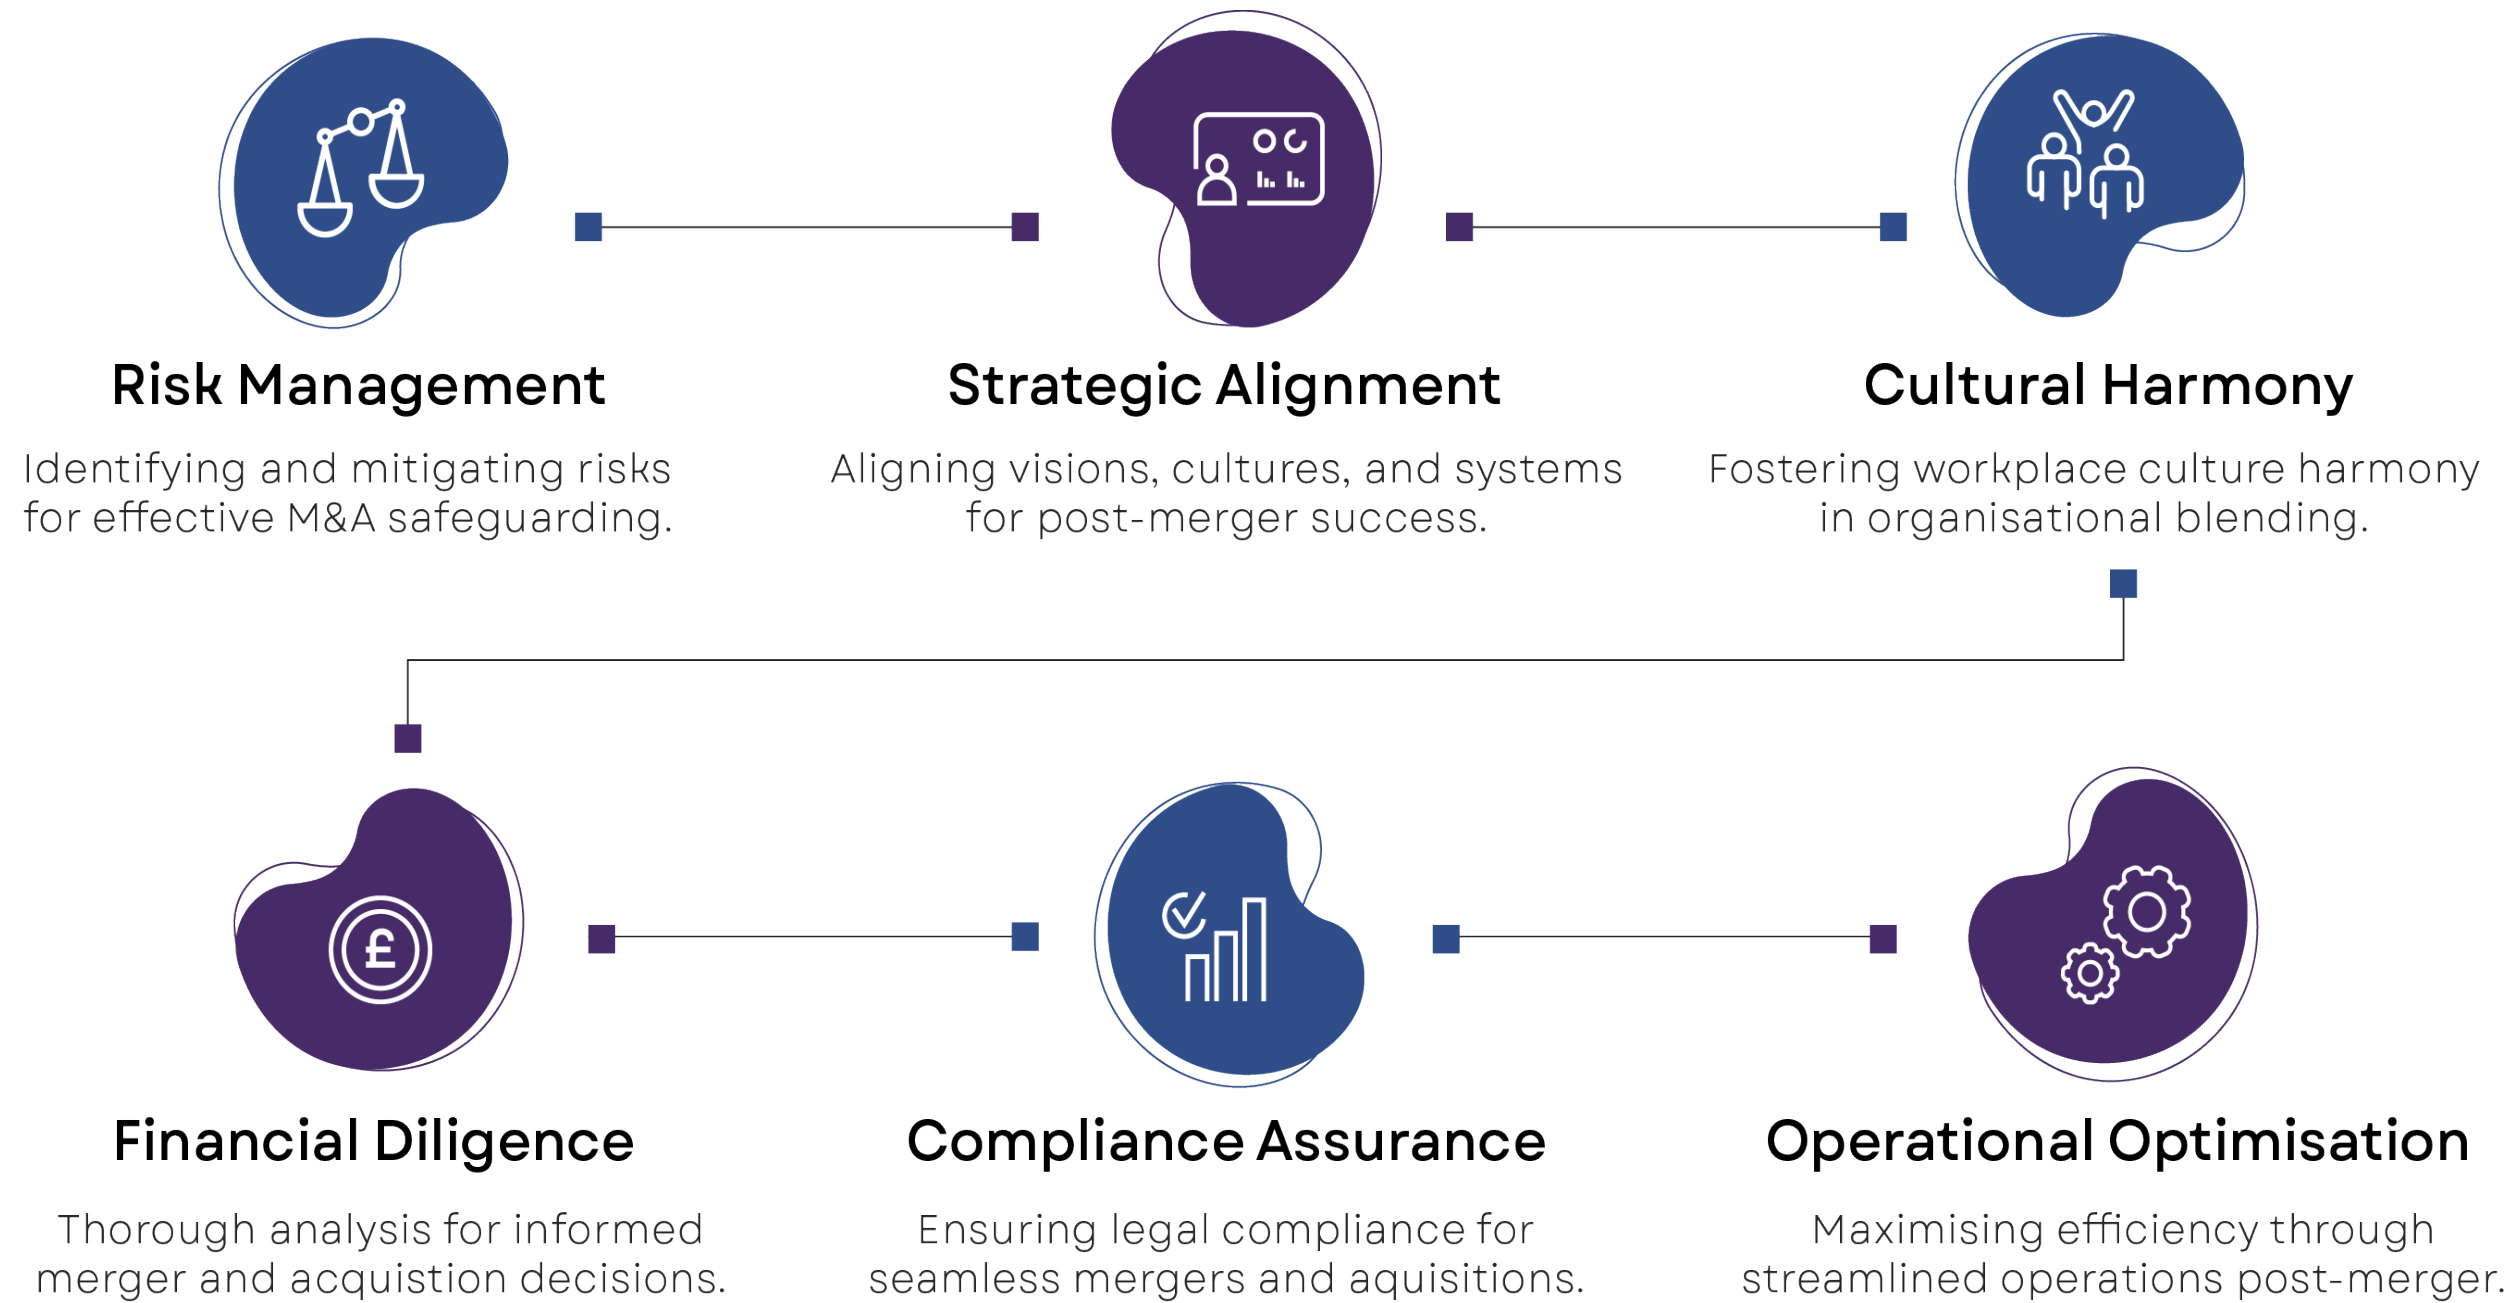 Risk Management
Identifying and mitigating risks
for effective M&A safeguarding.
Strategic Alignment
Aligning visions, cultures, and systems
for post-merger success.
Cultural Harmony
Fostering workplace culture harmony
in organisational blending.
£
Financial Diligence
Thorough analysis for informed
merger and acquistion decisions.
Compliance Assurance
Ensuring legal compliance for
seamless mergers and aquisitions.
Operational Optimisation
Maximising efficiency through
streamlined operations post-merger.